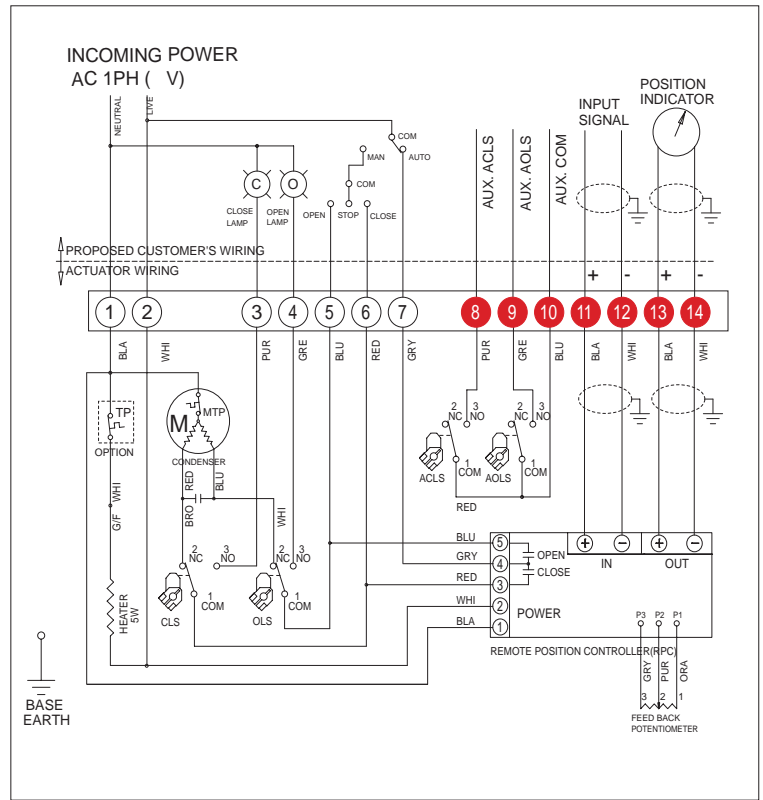 INCOMING POWER
AC 1PH ( V)
NEUTRAL
LIVE
COM
MAN
AUTO
COM
C
O
CLOSE
LAMP
OPEN
LAMP
OPEN
STOP
CLOSE
AUX. ACLS
AUX. AOLS
AUX. COM
INPUT
SIGNAL
POSITION
INDICATOR
PROPOSED CUSTOMER'S WIRING
ACTUATOR WIRING
+ - + -
1 2 3 4 5 6 7 8 9 10 11 12 13 14
BLA
WHI
PUR
GRE
BLU
RED
GRY
PUR
GRE
BLU
BLA
WHI
BLA
WHI
TP
OPTION
M
MTP
CONDENSER
RED
BLU
BRO
WHI
WHI
G/F
HEATER
5W
2
NC
3
NO
1
COM
CLS
2
NC
3
NO
1
COM
OLS
2
NC
3
NO
1
COM
ACLS
2
NC
3
NO
1
COM
AOLS
RED
BLU 5
GRY 4
RED 3
WHI 2
BLA 1
OPEN
CLOSE
POWER
+ - + -
IN OUT
P3 P2 P1
REMOTE POSITION CONTROLLER(RPC)
GRY
PUR
ORA
3 2 1
FEED BACK
POTENTIOMETER
BASE
EARTH